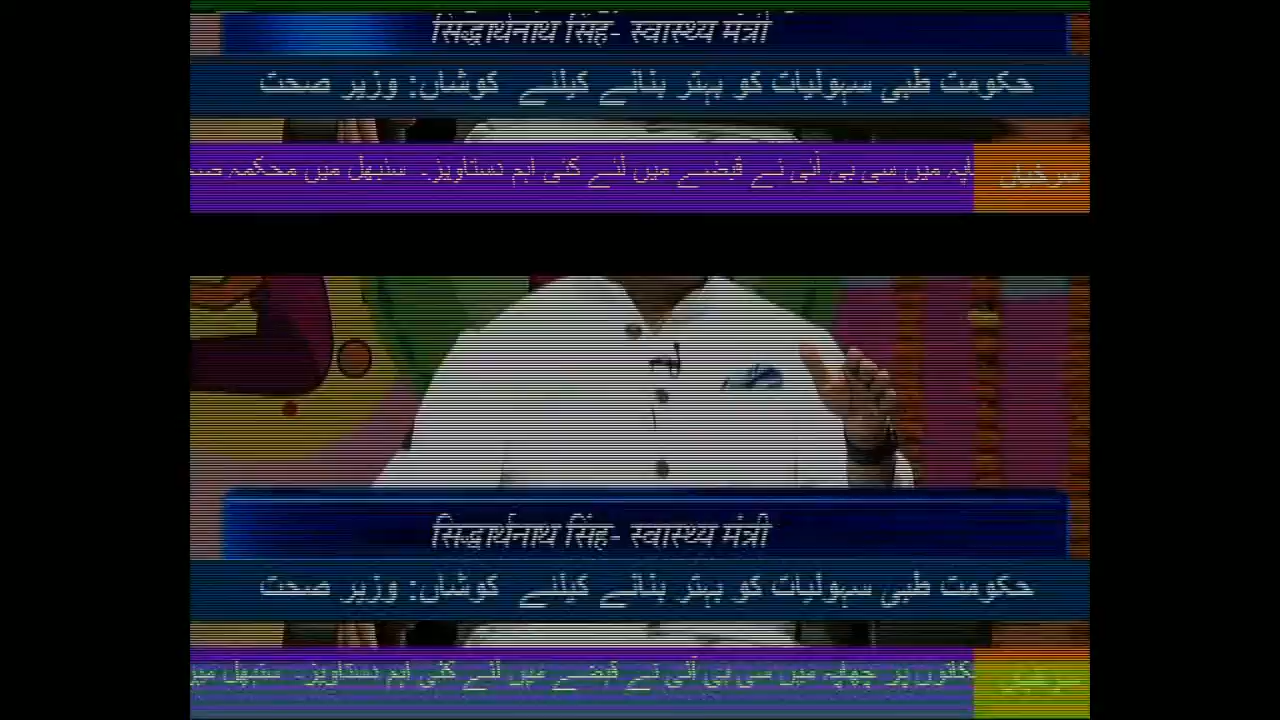 सिद्धार्थनाथ सिंह- स्वास्थ्य मंत्री
حکومت طبی سہولیات کو بہتر بنانے کیلئے کوشاں: وزیر صحت
میں سی بی آئی نے قبضے میں لئے کئی اہم دستاویز۔ سنبھل میں محکمہ
سرخیاں
सिद्धार्थनाथ सिंह- स्वास्थ्य मंत्री
حکومت طبی سہولیات کو بہتر بنانے کیلئے کوشاں: وزیر صحت
پر چھاپہ میں سی بی آئی نے قبضے میں لئے کئی اہم دستاویز۔ سنبھل میں
سرخیاں